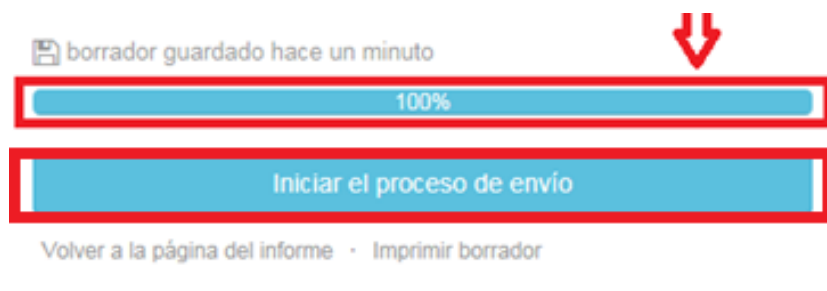 borrador guardado hace un minuto
100%
Iniciar el proceso de envío
Volver a la página del informe · Imprimir borrador